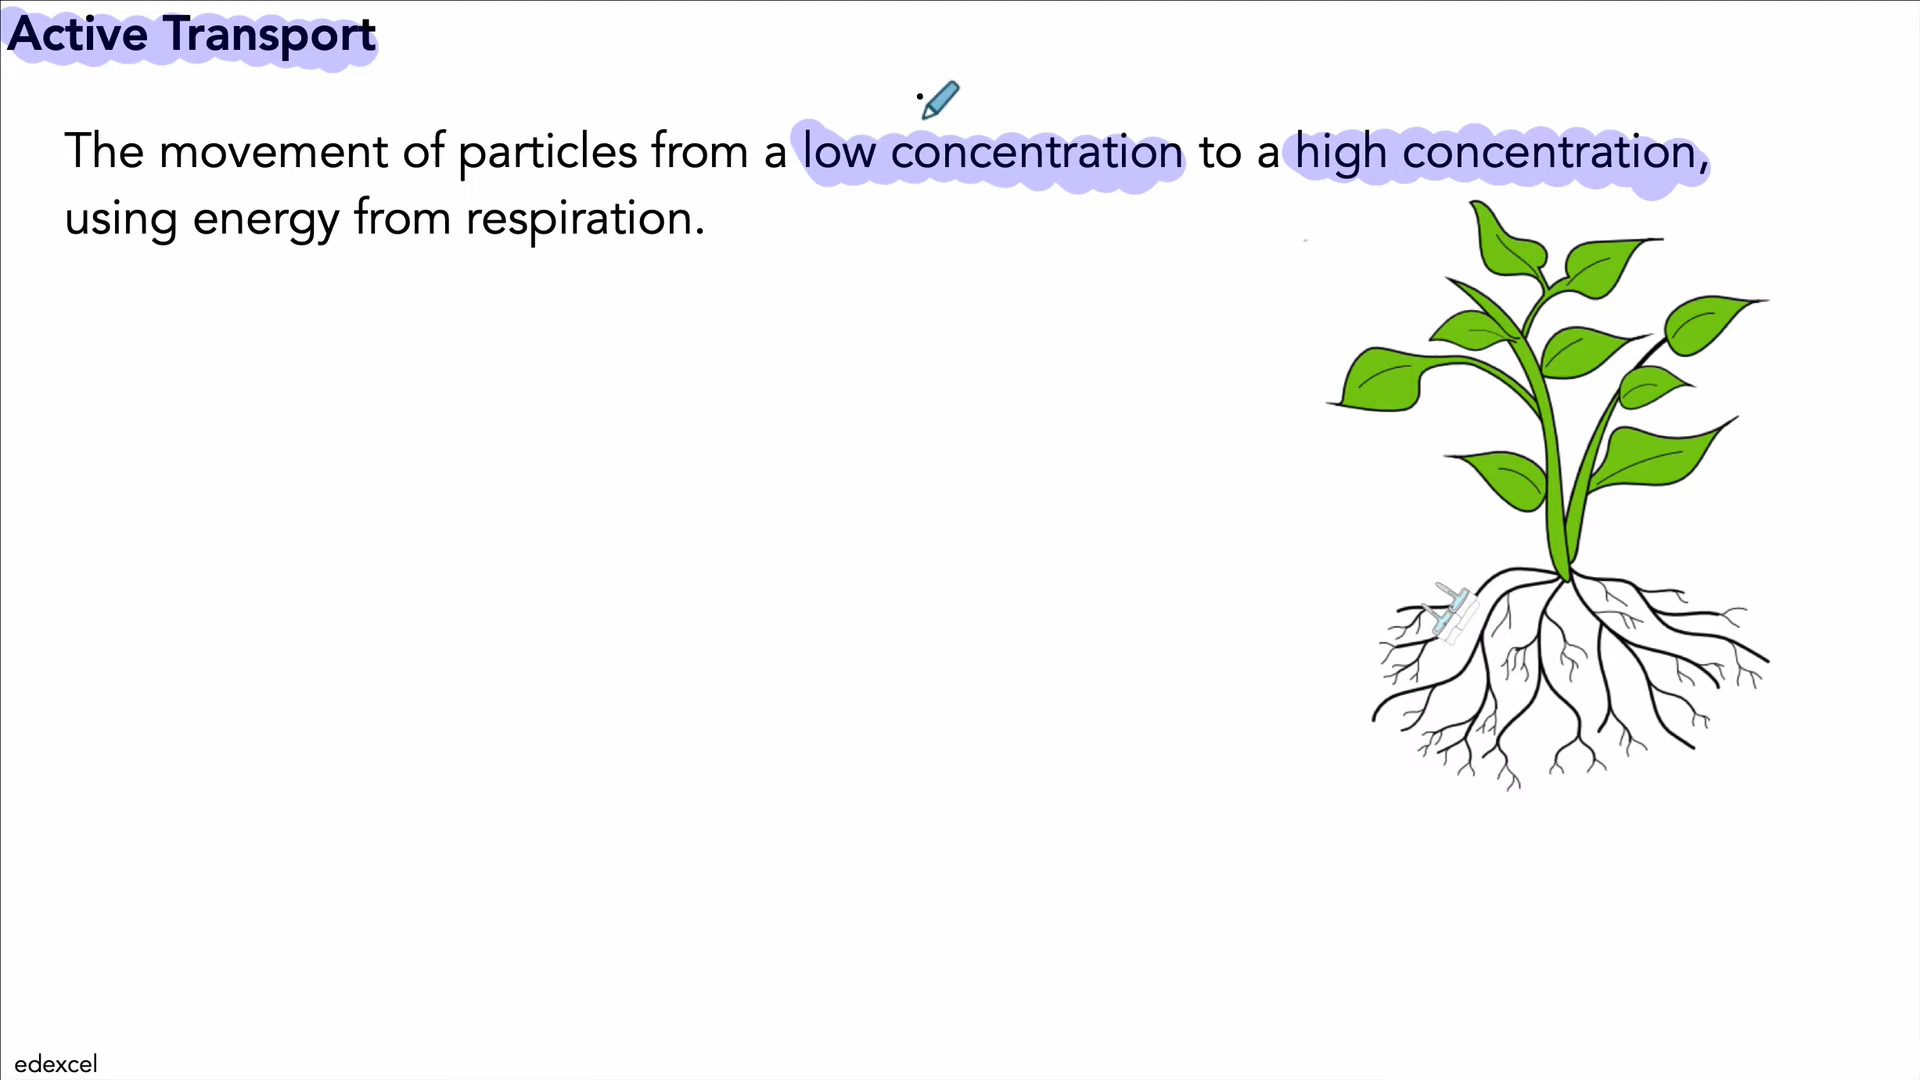 Active Transport
The movement of particles from a low concentration to a high concentration,
using energy from respiration.
edexcel